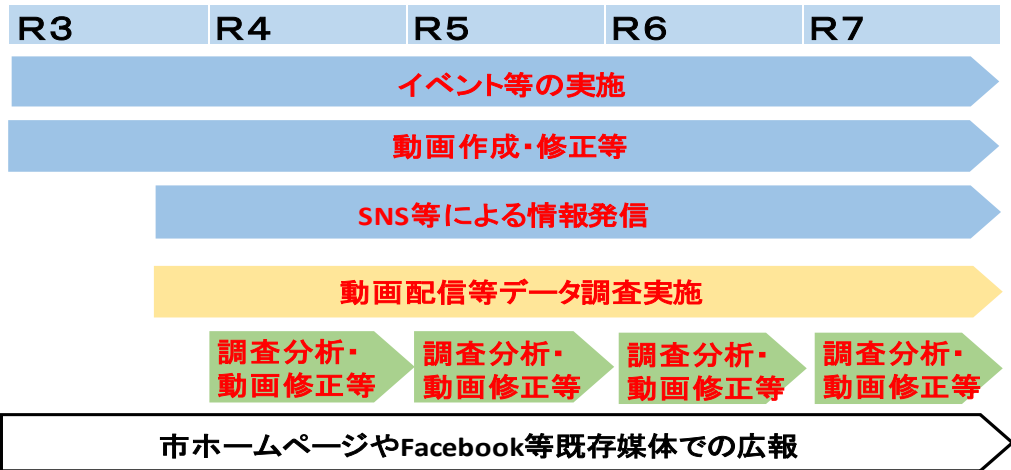 R3 R4 R5 R6 R7
イベント等の実施
動画作成・修正等
SNS等による情報発信
動画配信等データ調査実施
調査分析・
動画修正等
調査分析・
動画修正等
調査分析・
動画修正等
調査分析・
動画修正等
市ホームページやFacebook等既存媒体での広報